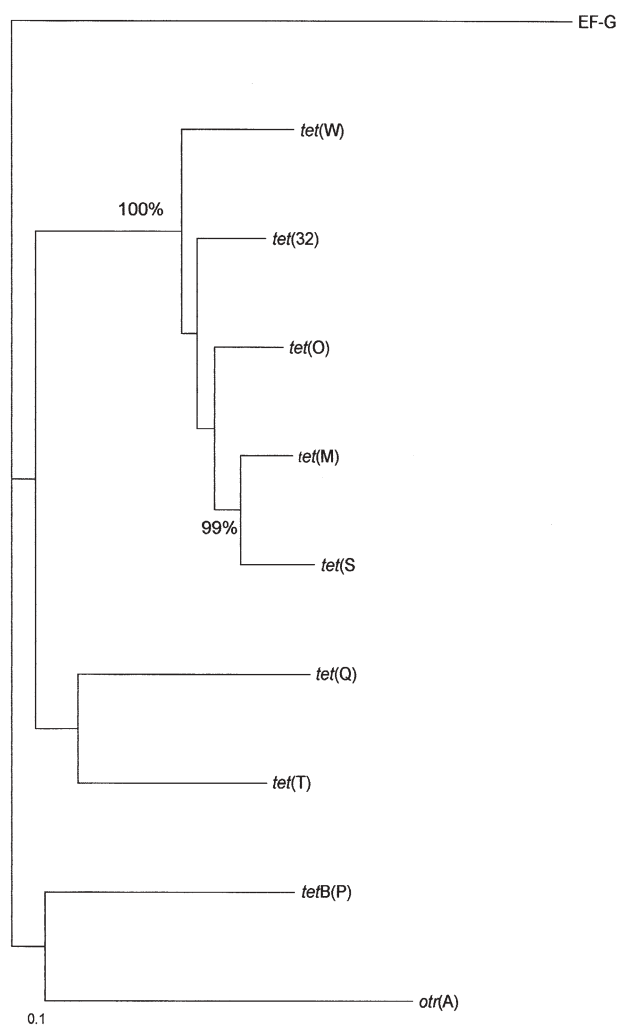 EF-G
tet(W)
100%
tet(32)
tet(O)
tet(M)
99%
tet(S
tet(Q)
tet(T)
tetB(P)
otr(A)
0.1